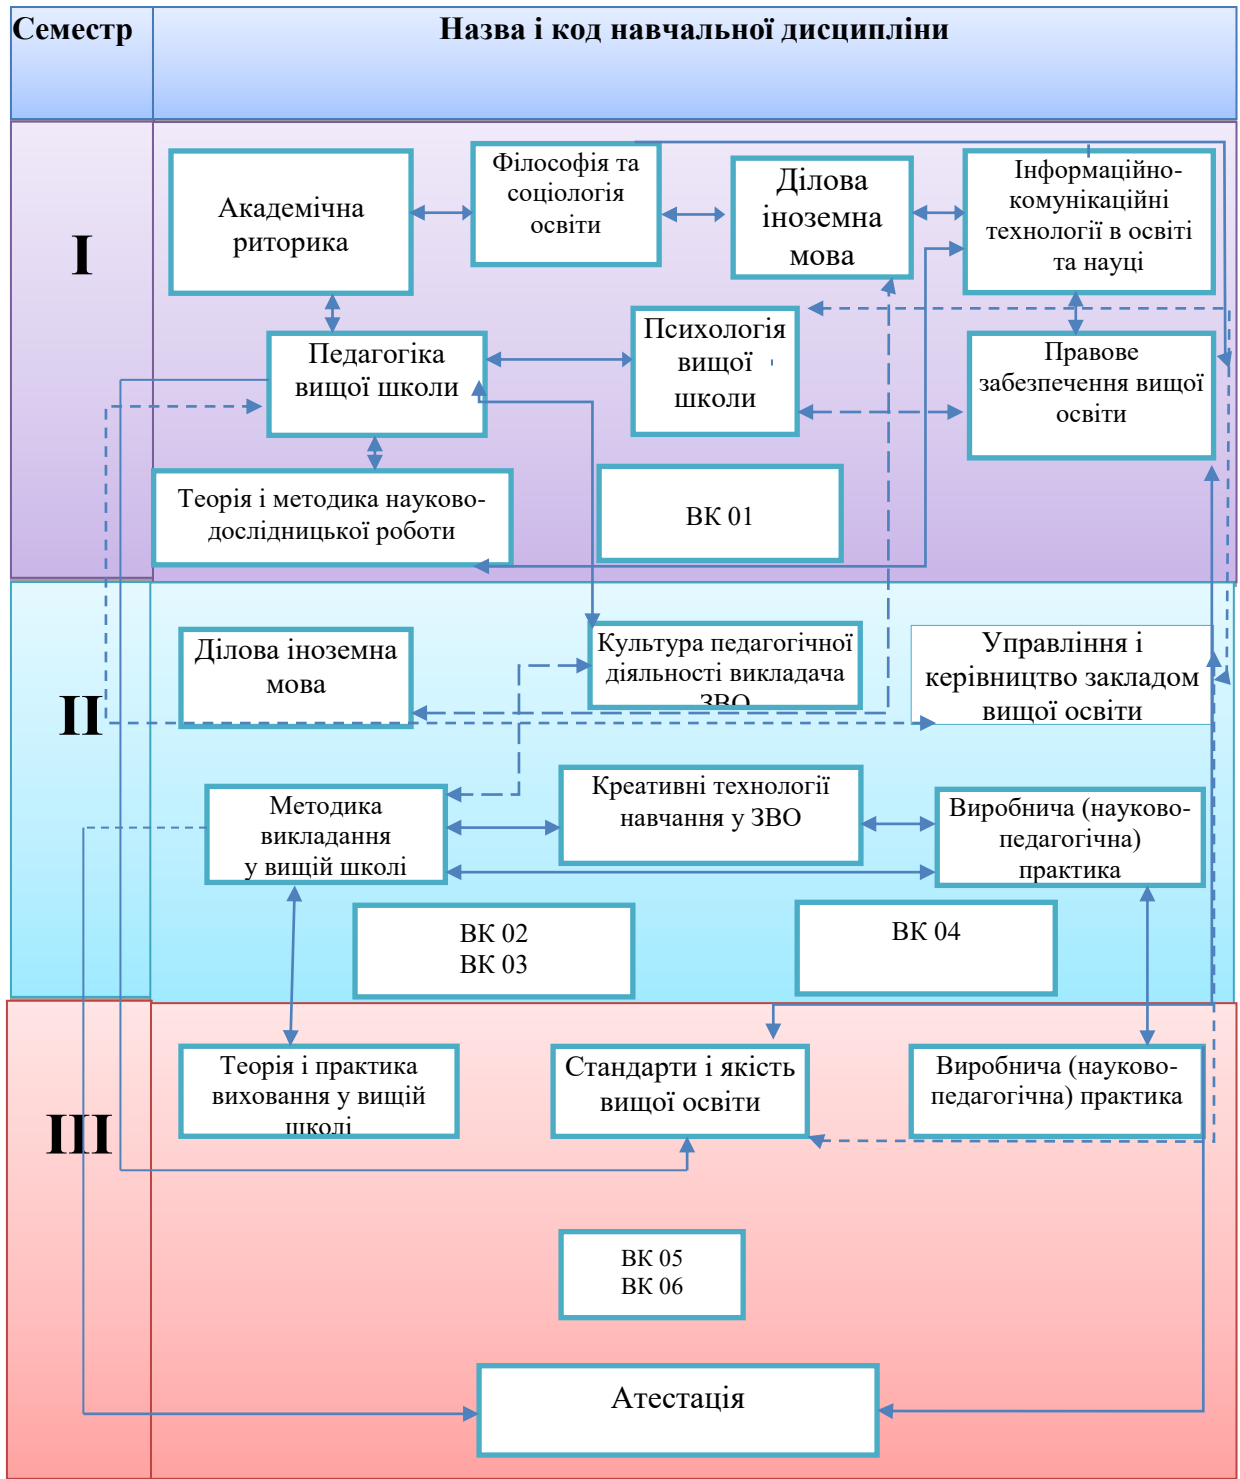 Семестр
Назва і код навчальної дисципліни
I
Академічна
риторика
Філософія та
соціологія
освіти
Ділова
іноземна
мова
Інформаційно-
комунікаційні
технології в освіті
та науці
Педагогіка
вищої школи
Психологія
вищої
школи
Правове
забезпечення вищої
освіти
Теорія і методика науково-
дослідницької роботи
ВК 01
II
Ділова іноземна
мова
Культура педагогічної
діяльності викладача
ЗВО
Управління і
керівництво закладом
вищої освіти
Методика
викладання
у вищій школі
Креативні технології
навчання у ЗВО
Виробнича (науково-
педагогічна)
практика
ВК 02
ВК 03
ВК 04
III
Теорія і практика
виховання у вищій
школі
Стандарти і якість
вищої освіти
Виробнича (науково-
педагогічна) практика
ВК 05
ВК 06
Атестація